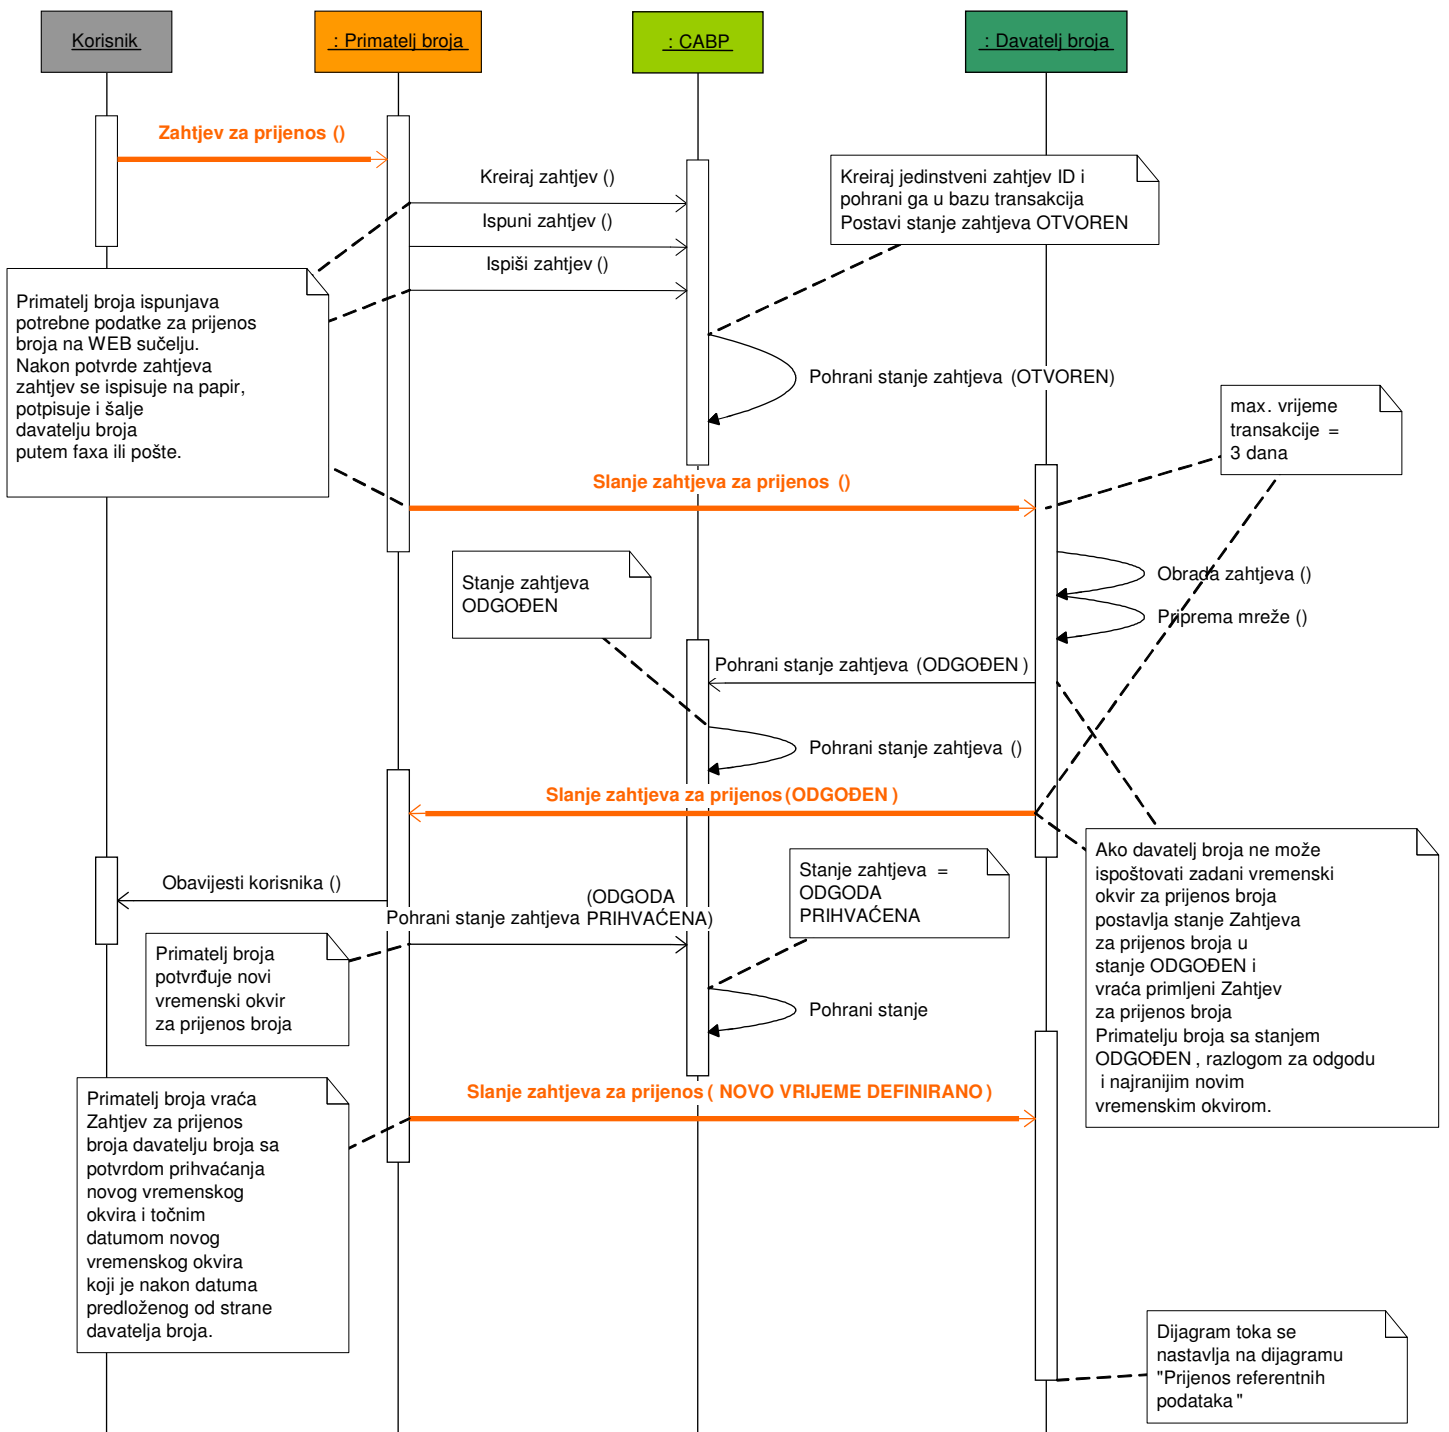 Korisnik
: Primatelj broja
: CABP
: Davatelj broja
Zahtjev za prijenos ()
Kreiraj zahtjev ()
Ispuni zahtjev ()
Ispiši zahtjev ()
Kreiraj jedinstveni zahtjev ID i
pohrani ga u bazu transakcija
Postavi stanje zahtjeva OTVOREN
Primatelj broja ispunjava
potrebne podatke za prijenos
broja na WEB sučelju.
Nakon potvrde zahtjeva
zahtjev se ispisuje na papir,
potpisuje i šalje
davatelju broja
putem faxa ili pošte.
Pohrani stanje zahtjeva (OTVOREN)
max. vrijeme
transakcije =
3 dana
Slanje zahtjeva za prijenos ()
Stanje zahtjeva
ODGOĐEN
Obrada zahtjeva ()
Priprema mreže ()
Pohrani stanje zahtjeva (ODGOĐEN )
Pohrani stanje zahtjeva ()
Slanje zahtjeva za prijenos (ODGOĐEN )
Obavijesti korisnika ()
(ODGODA
Pohrani stanje zahtjeva PRIHVAĆENA)
Stanje zahtjeva =
ODGODA
PRIHVAĆENA
Ako davatelj broja ne može
ispoštovati zadani vremenski
okvir za prijenos broja
postavlja stanje Zahtjeva
za prijenos broja u
stanje ODGOĐEN i
vraća primljeni Zahtjev
za prijenos broja
Primatelju broja sa stanjem
ODGOĐEN , razlogom za odgodu
i najranijim novim
vremenskim okvirom.
Primatelj broja
potvrđuje novi
vremenski okvir
za prijenos broja
Pohrani stanje
Slanje zahtjeva za prijenos ( NOVO VRIJEME DEFINIRANO )
Primatelj broja vraća
Zahtjev za prijenos
broja davatelju broja sa
potvrdom prihvaćanja
novog vremenskog
okvira i točnim
datumom novog
vremenskog okvira
koji je nakon datuma
predloženog od strane
davatelja broja.
Dijagram toka se
nastavlja na dijagramu
"Prijenos referentnih
podataka "